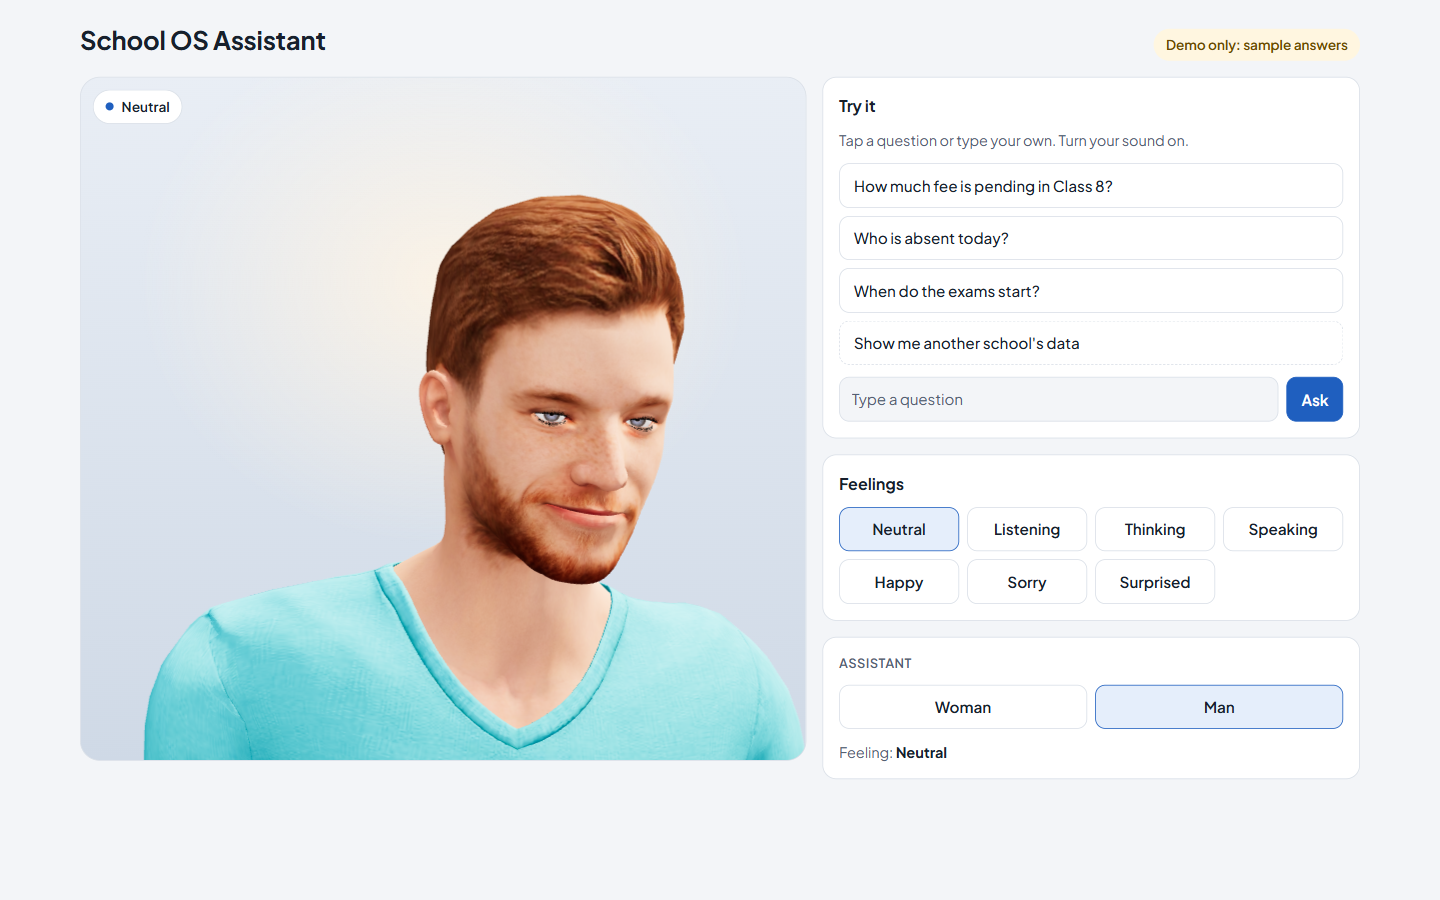 School OS Assistant
Demo only: sample answers
Neutral
Try it
Tap a question or type your own. Turn your sound on.
How much fee is pending in Class 8?
Who is absent today?
When do the exams start?
Show me another school's data
Type a question
Ask
Feelings
Neutral
Listening
Thinking
Speaking
Happy
Sorry
Surprised
ASSISTANT
Woman
Man
Feeling: Neutral